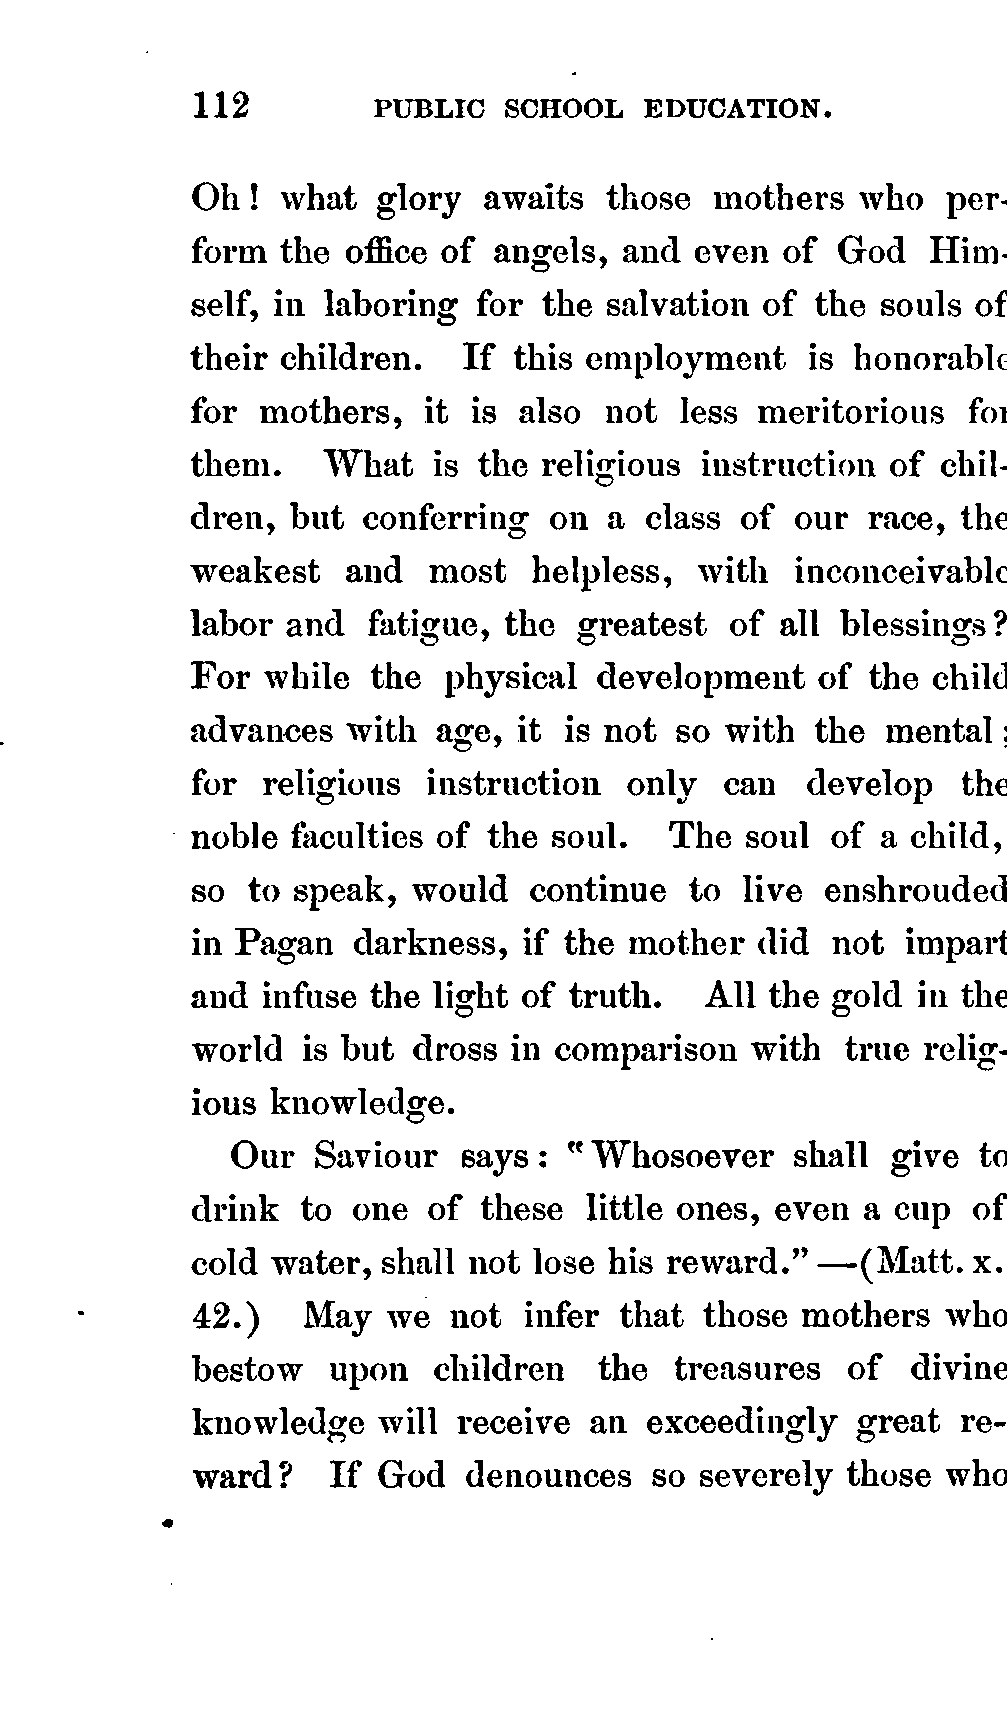 112 PUBLIC SCHOOL EDUCATION.
Oh! what glory awaits those mothers who per-
form the office of angels, and even of God Him-
self, in laboring for the salvation of the souls of
their children. If this employment is honorable
for mothers, it is also not less meritorious for
them. What is the religious instruction of chil-
dren, but conferring on a class of our race, the
weakest and most helpless, with inconceivable
labor and fatigue, the greatest of all blessings?
For while the physical development of the child
advances with age, it is not so with the mental;
for religious instruction only can develop the
noble faculties of the soul. The soul of a child,
so to speak, would continue to live enshrouded
in Pagan darkness, if the mother did not impart
and infuse the light of truth. All the gold in the
world is but dross in comparison with true relig-
ious knowledge.
Our Saviour says: "Whosoever shall give to
drink to one of these little ones, even a cup of
cold water, shall not lose his reward."—(Matt. x.
42.) May we not infer that those mothers who
bestow upon children the treasures of divine
knowledge will receive an exceedingly great re-
ward? If God denounces so severely those who